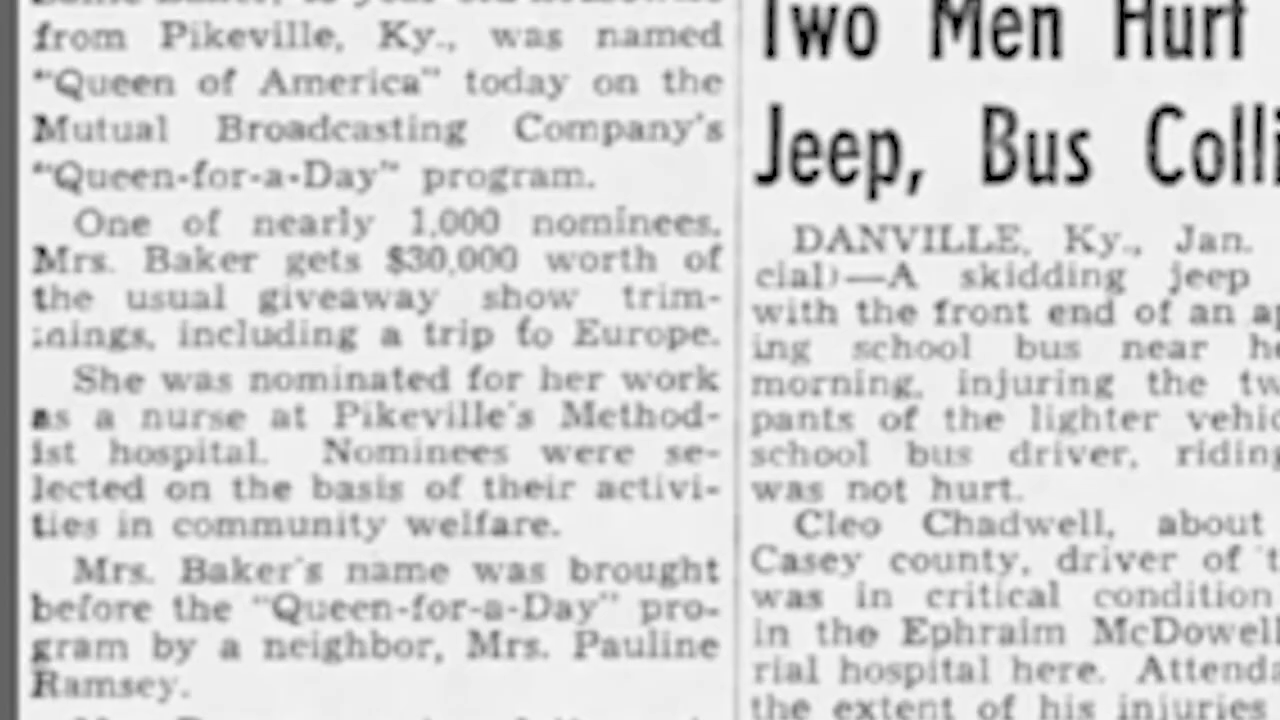 from Pikeville, Ky., was named
"Queen of America" today on the
Mutual Broadcasting Company's
"Queen-for-a-Day" program.
One of nearly 1,000 nominees,
Mrs. Baker gets $30,000 worth of
the usual giveaway show trim-
mings, including a trip to Europe.
She was nominated for her work
as a nurse at Pikeville's Method-
ist hospital. Nominees were se-
lected on the basis of their activi-
ties in community welfare.
Mrs. Baker's name was brought
before the "Queen-for-a-Day" pro-
gram by a neighbor, Mrs. Pauline
Ramsey.
Two Men Hurt
Jeep, Bus Colli
DANVILLE, Ky., Jan.
cial)—A skidding jeep
with the front end of an ap
ing school bus near he
morning, injuring the tw
pants of the lighter vehic
school bus driver, riding
was not hurt.
Cleo Chadwell, about
Casey county, driver of t
was in critical condition
in the Ephraim McDowell
rial hospital here. Attenda
the extent of his injuries